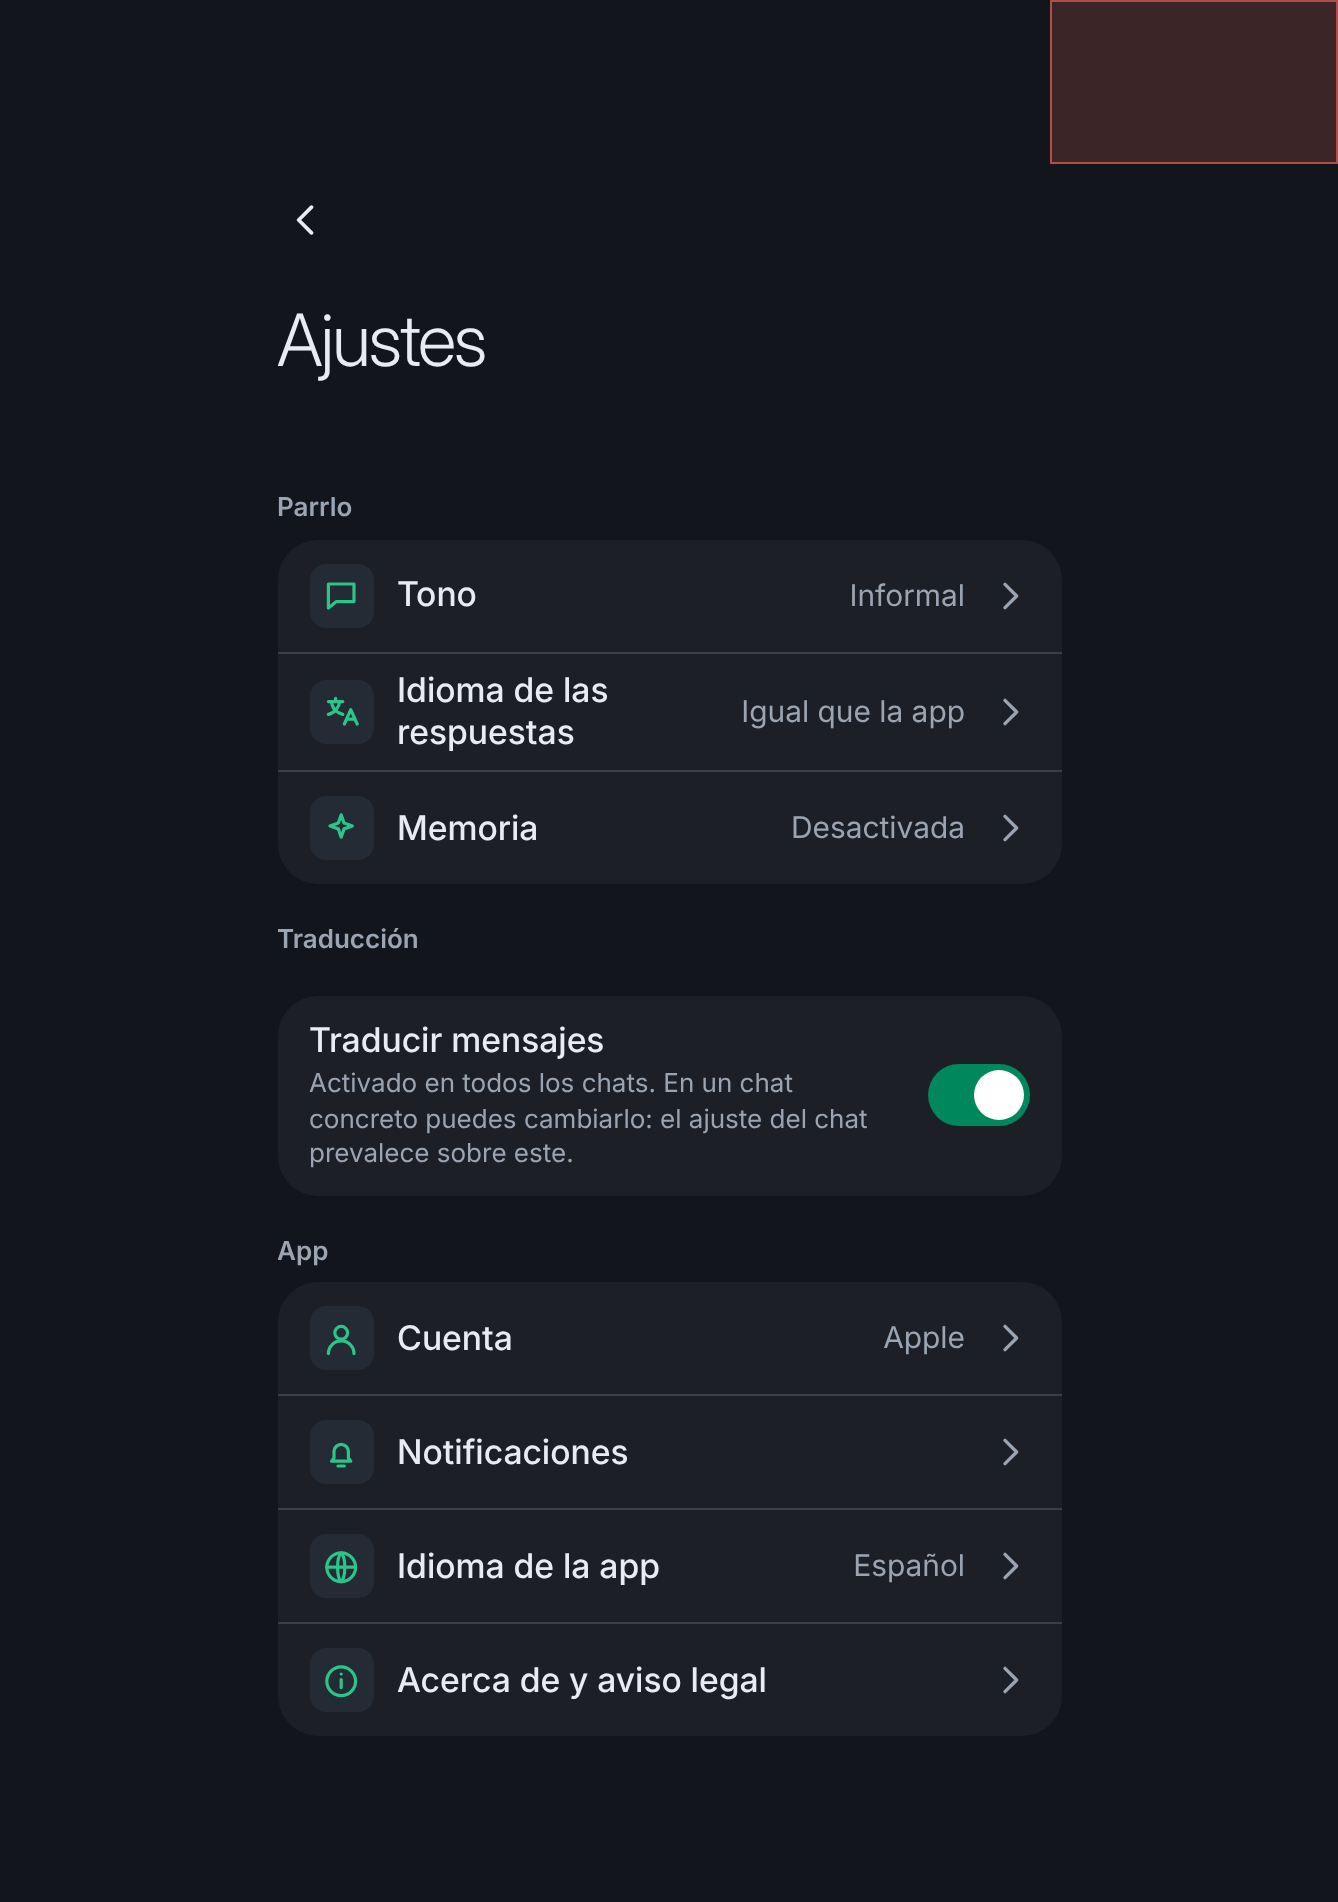 Ajustes
Parrlo
Tono
Informal
Idioma de las
respuestas
Igual que la app
Memoria
Desactivada
Traducción
Traducir mensajes
Activado en todos los chats. En un chat
concreto puedes cambiarlo: el ajuste del chat
prevalece sobre este.
App
Cuenta
Apple
Notificaciones
Idioma de la app
Español
Acerca de y aviso legal